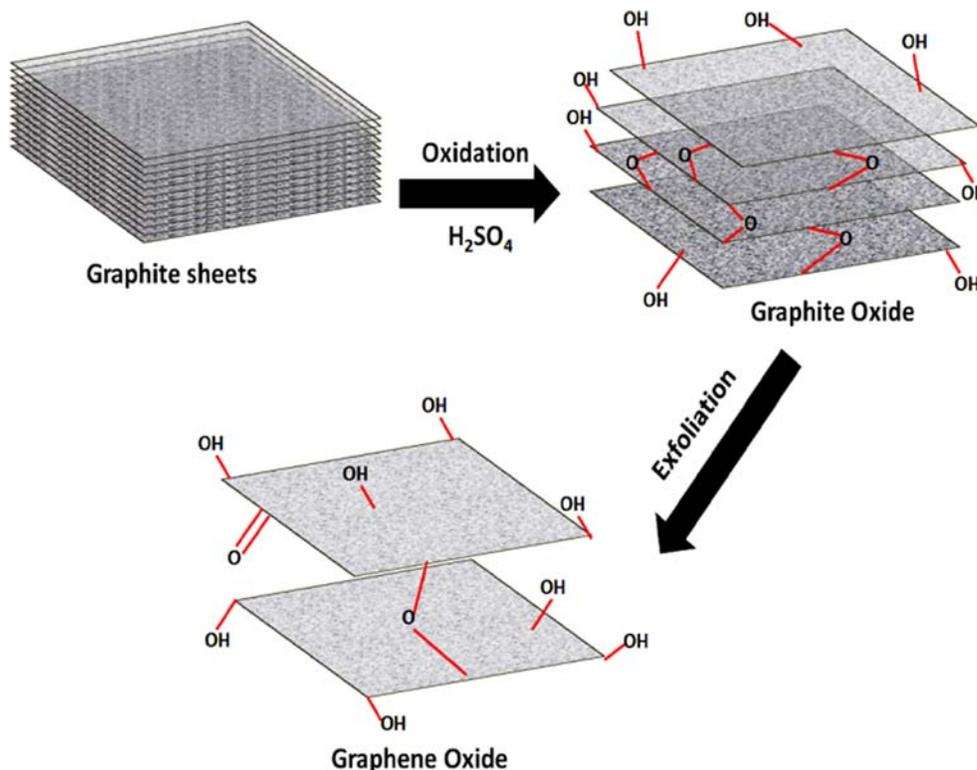 OH
OH
OH
OH
OH
Oxidation
H₂SO₄
O
O
O
O
O
OH
OH
OH
Graphite sheets
Graphite Oxide
Exfoliation
OH
OH
OH
OH
O
OH
O
OH
OH
OH
Graphene Oxide